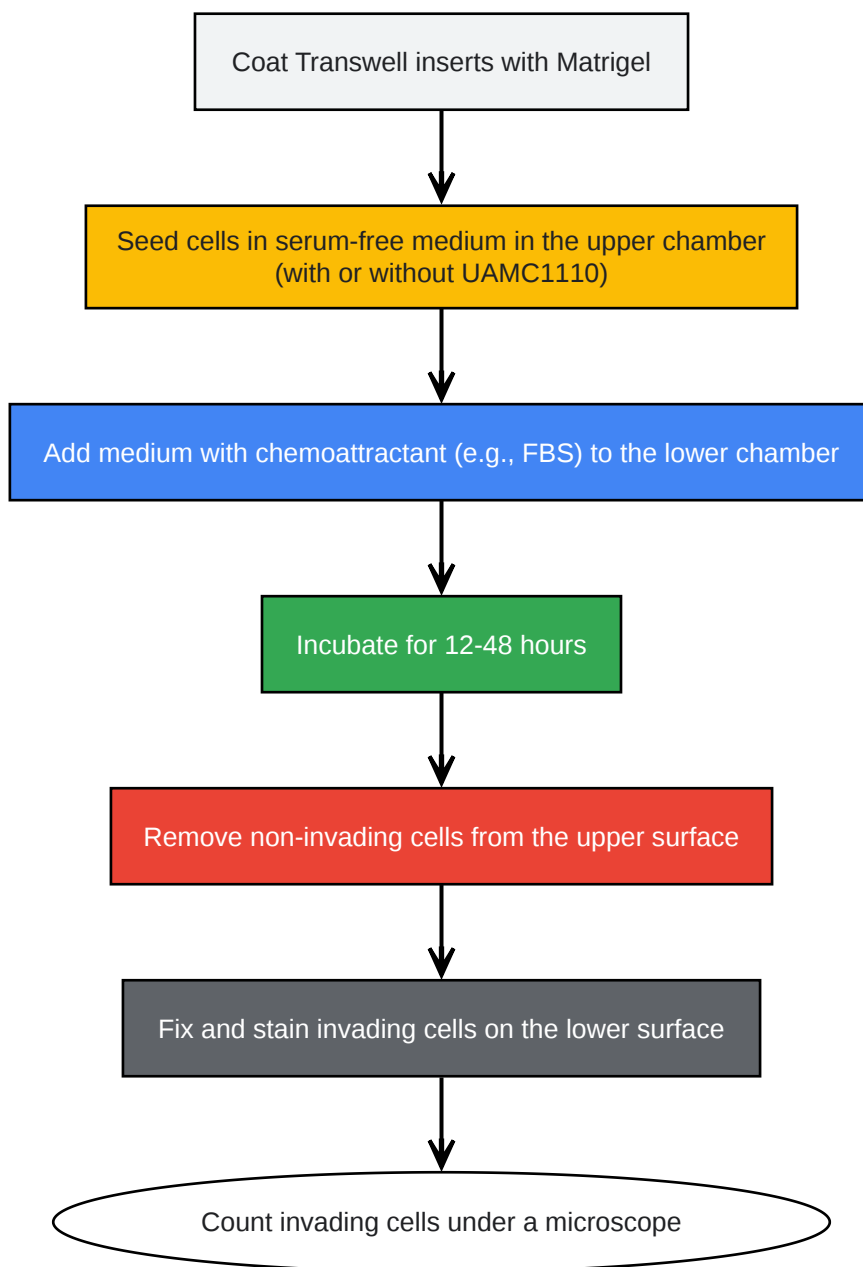 Coat Transwell inserts with Matrigel
Seed cells in serum-free medium in the upper chamber
(with or without UAMC1110)
Add medium with chemoattractant (e.g., FBS) to the lower chamber
Incubate for 12-48 hours
Remove non-invading cells from the upper surface
Fix and stain invading cells on the lower surface
Count invading cells under a microscope